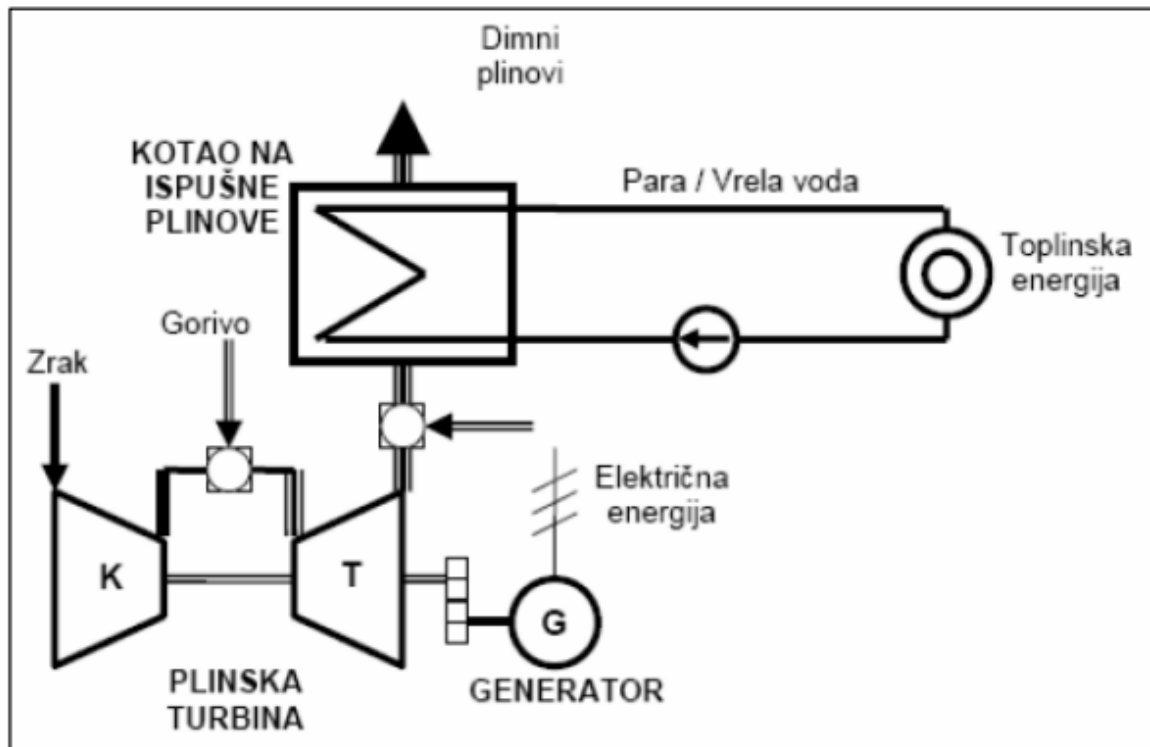 Dimni
plinovi
KOTAO NA
ISPUŠNE
PLINOVE
Para / Vrela voda
Toplinska
energija
Gorivo
Zrak
Električna
energija
K
T
G
PLINSKA
TURBINA
GENERATOR